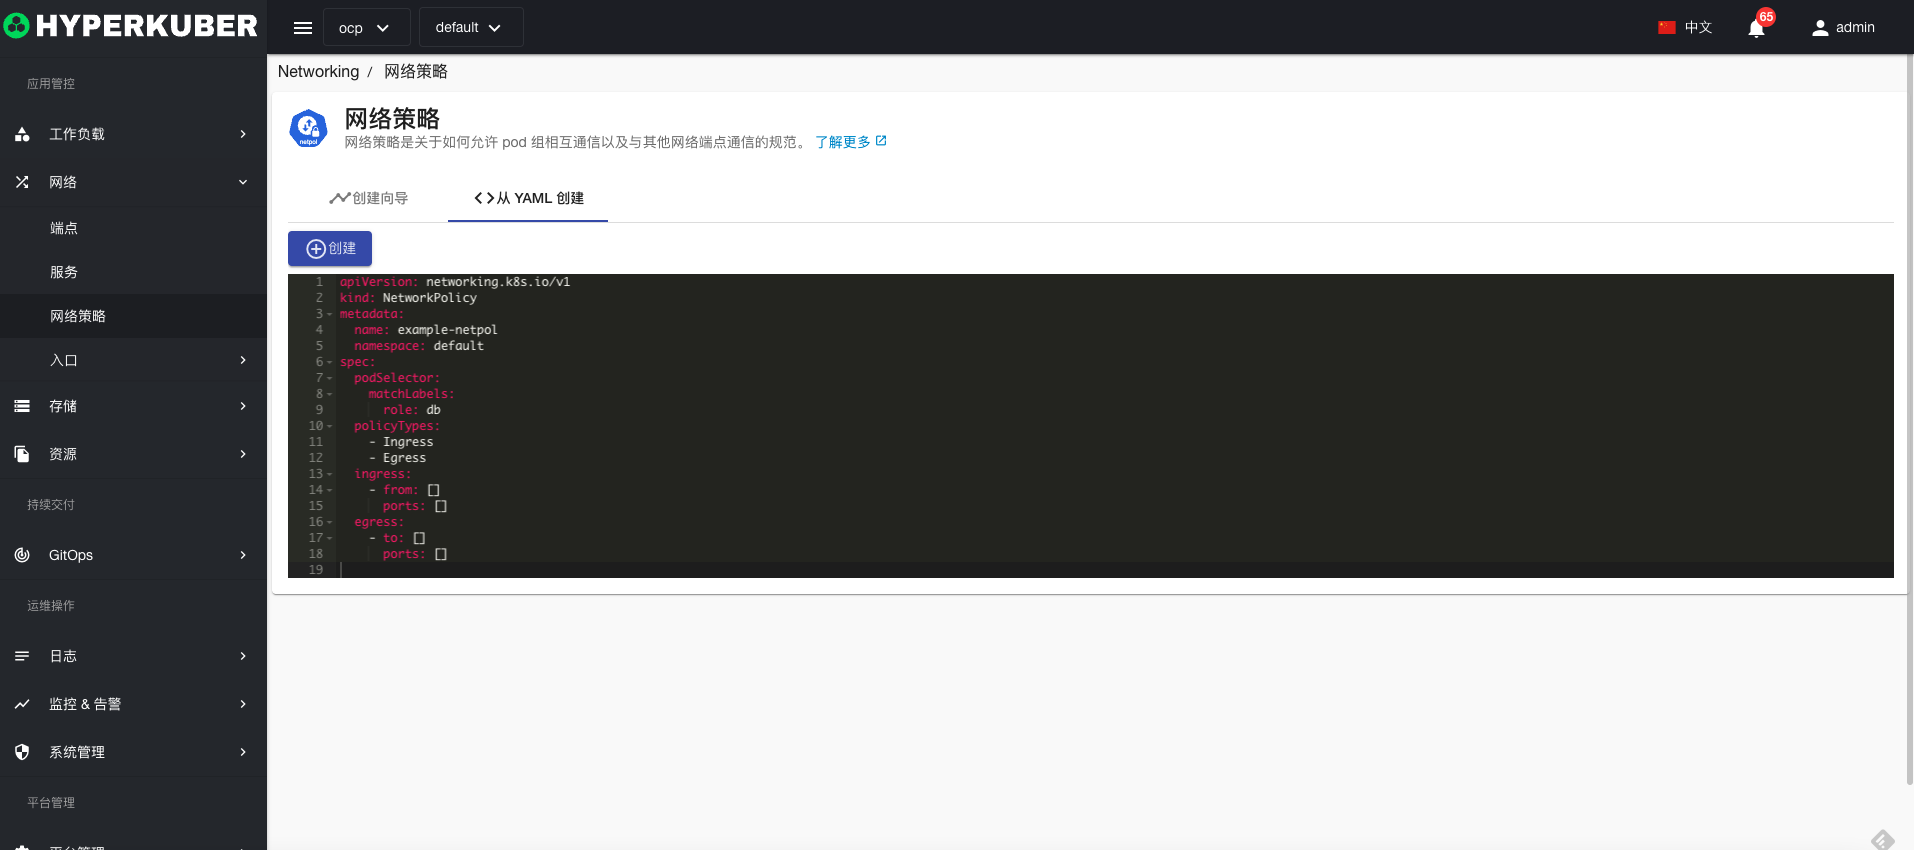 HYPERKUBER
ocp
default
中文
65
admin
应用管控
工作负载
网络
端点
服务
网络策略
入口
存储
资源
持续交付
GitOps
运维操作
日志
监控 & 告警
系统管理
平台管理
平台管理
Networking / 网络策略
netpol
网络策略
网络策略是关于如何允许 pod 组相互通信以及与其他网络端点通信的规范。 了解更多
创建向导
从 YAML 创建
创建
1 apiVersion: networking.k8s.io/v1
2 kind: NetworkPolicy
3 metadata:
4 name: example-netpol
5 namespace: default
6 spec:
7 podSelector:
8 matchLabels:
9 role: db
10 policyTypes:
11 - Ingress
12 - Egress
13 ingress:
14 - from: []
15 ports: []
16 egress:
17 - to: []
18 ports: []
19